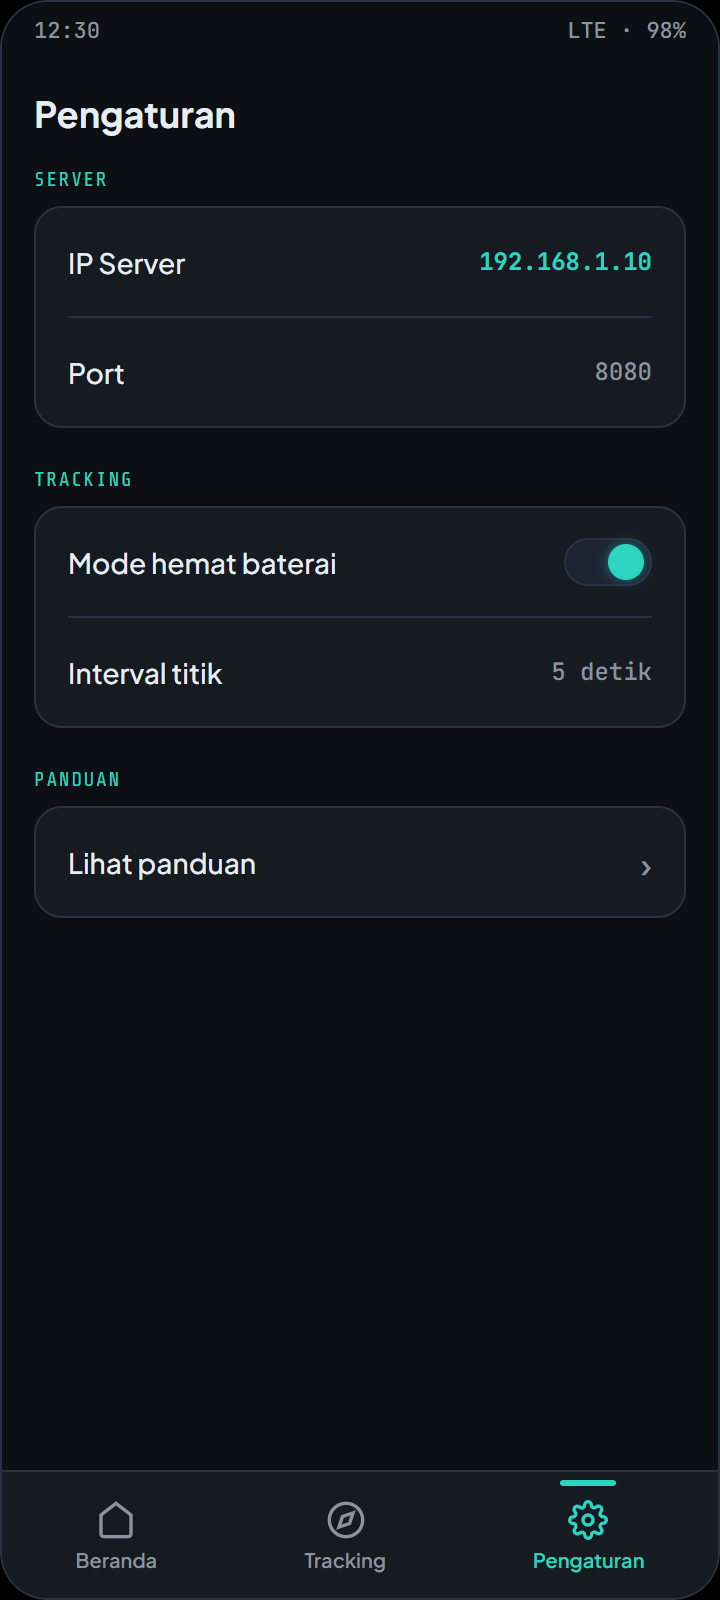 12:30 LTE · 98%
Pengaturan
SERVER
IP Server 192.168.1.10
Port 8080
TRACKING
Mode hemat baterai
Interval titik 5 detik
PANDUAN
Lihat panduan ›
Beranda Tracking Pengaturan